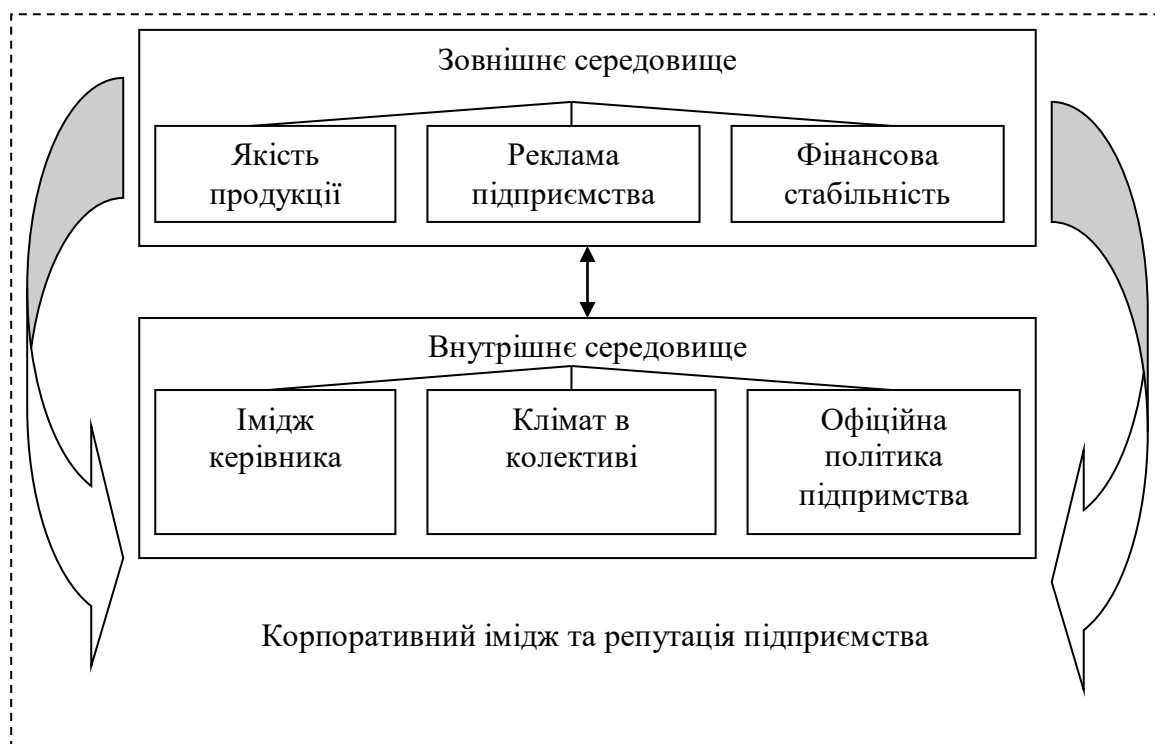 Зовнішнє середовище
Якість
продукції
Реклама
підприємства
Фінансова
стабільність
Внутрішнє середовище
Імідж
керівника
Клімат в
колективі
Офіційна
політика
підпримства
Корпоративний імідж та репутація підприємства